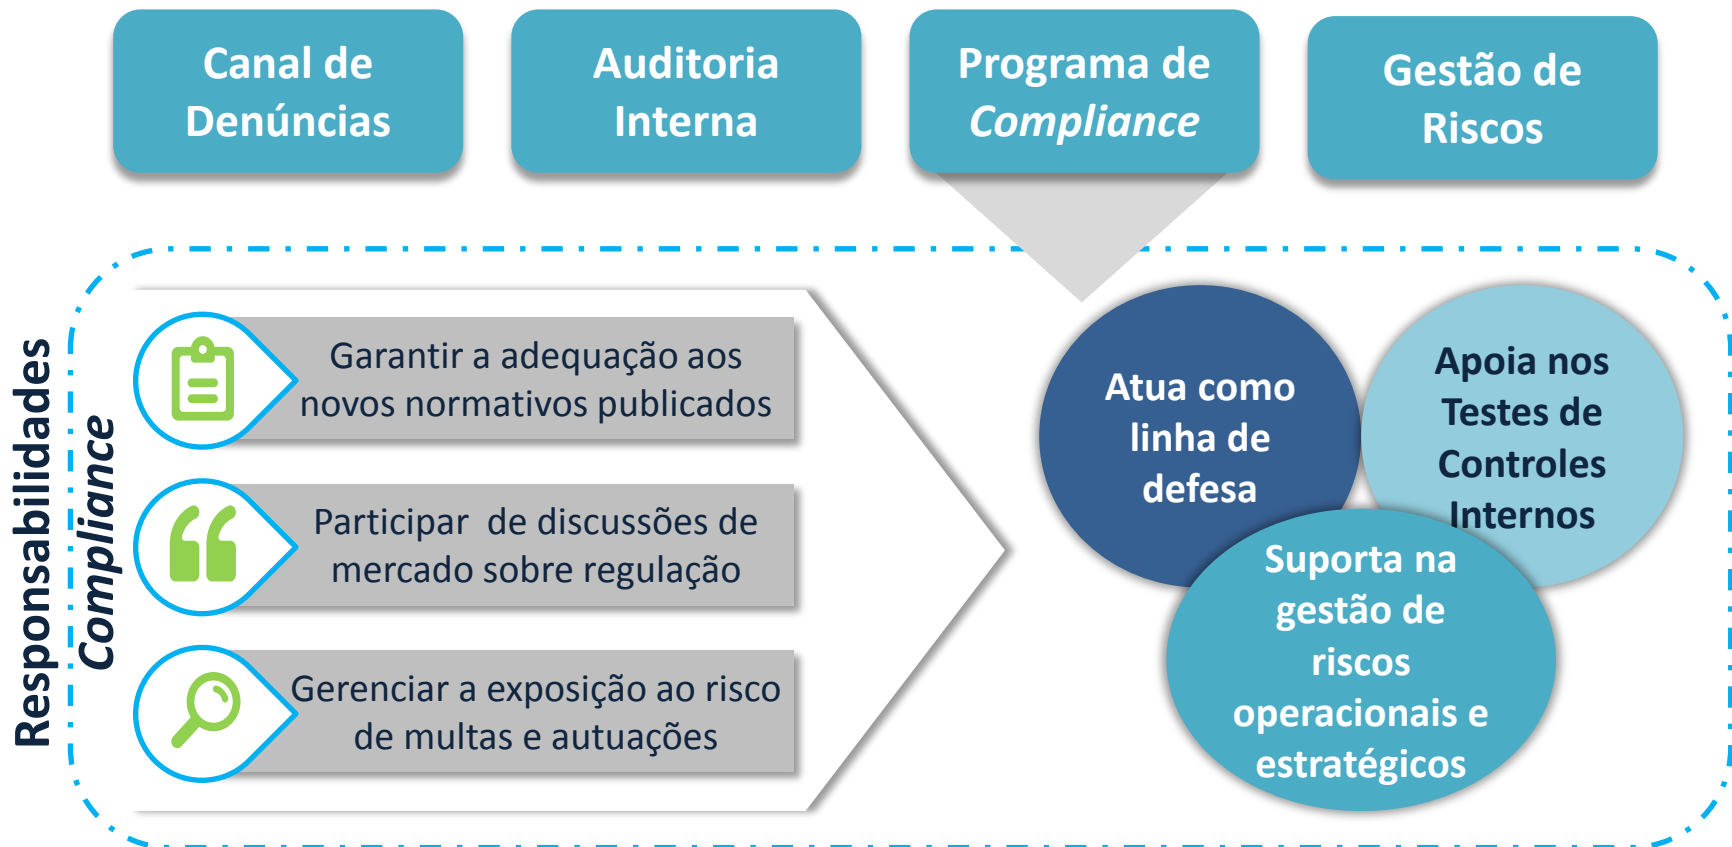 Canal de
Denúncias
Auditoria
Interna
Programa de
Compliance
Gestão de
Riscos
Responsabilidades
Compliance
Garantir a adequação aos
novos normativos publicados
Participar  de discussões de
mercado sobre regulação
Gerenciar a exposição ao risco
de multas e autuações
Atua como
linha de
defesa
Apoia nos
Testes de
Controles
Internos
Suporta na
gestão de
riscos
operacionais e
estratégicos